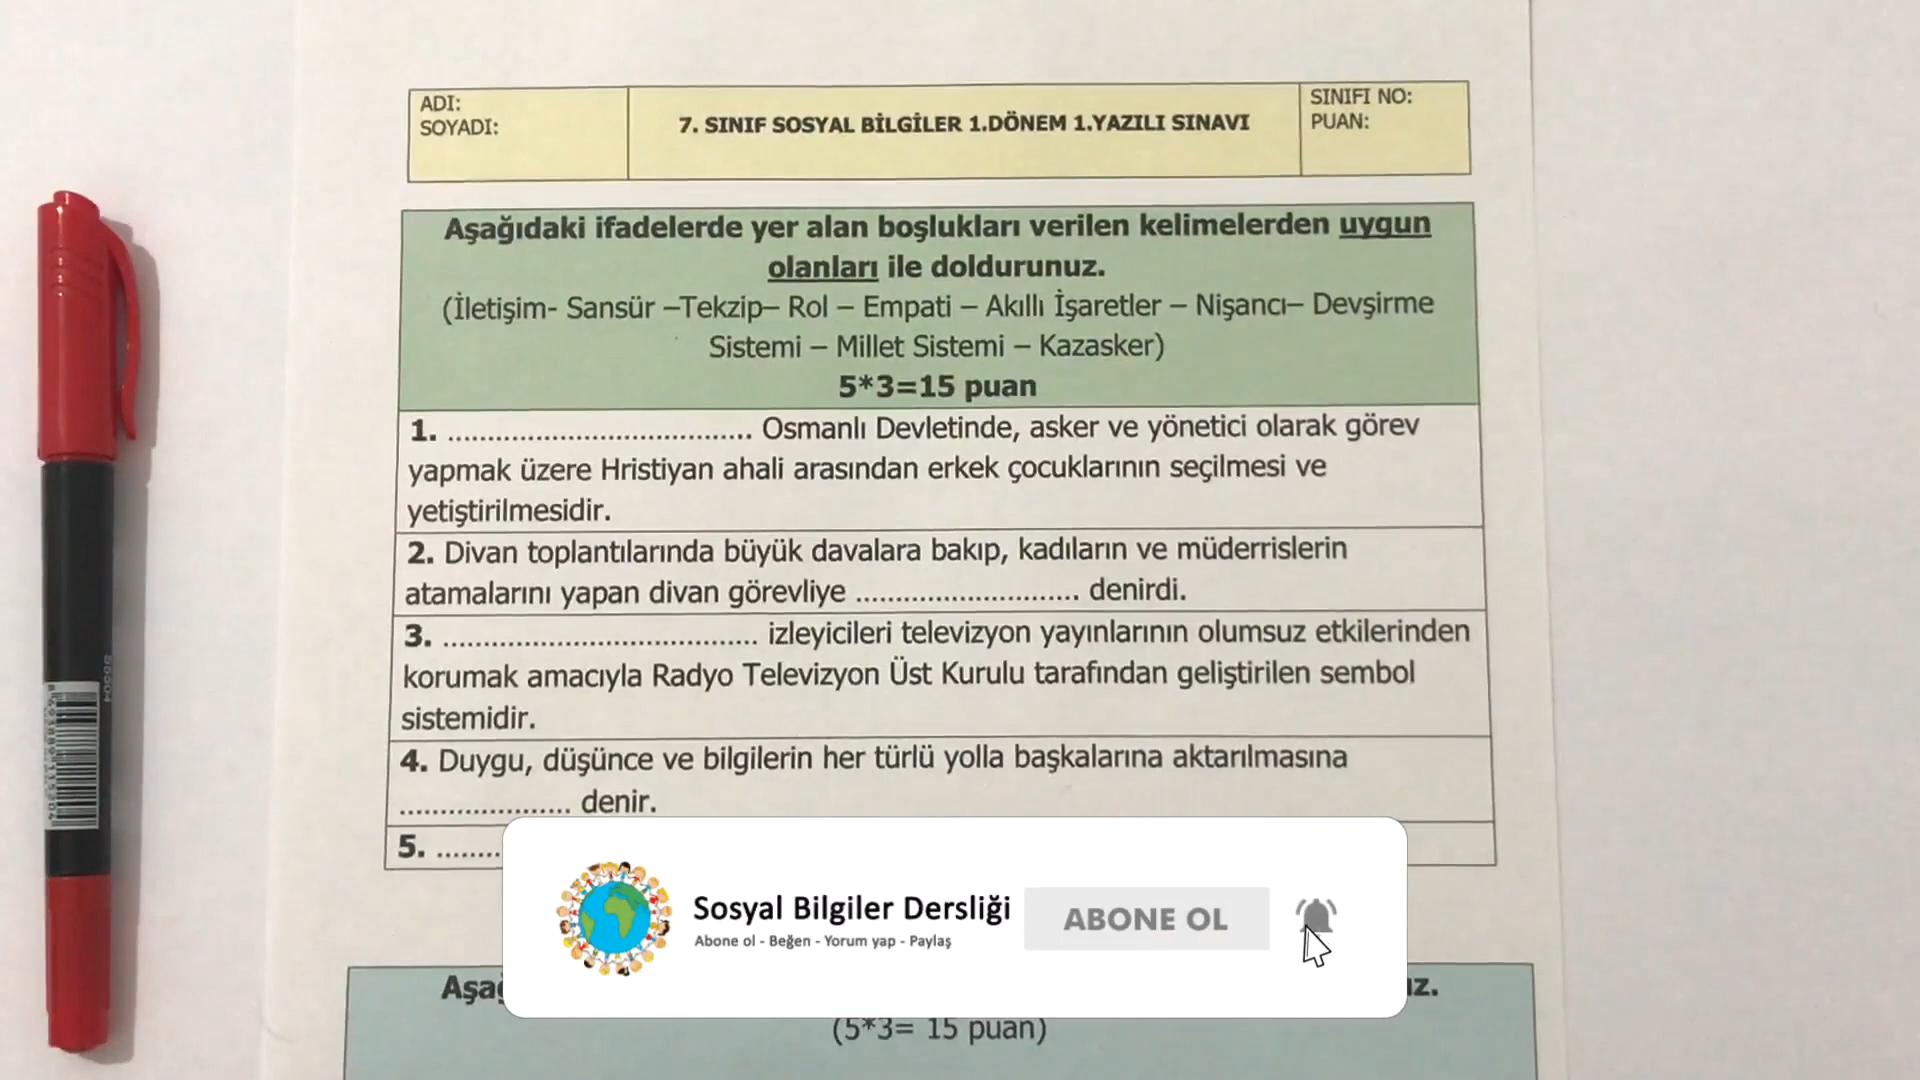 ADI:
SOYADI:
7. SINIF SOSYAL BİLGİLER 1.DÖNEM 1.YAZILI SINAVI
SINIFI NO:
PUAN:
Aşağıdaki ifadelerde yer alan boşlukları verilen kelimelerden uygun
olanları ile doldurunuz.
(İletişim- Sansür –Tekzip– Rol – Empati – Akıllı İşaretler – Nişancı– Devşirme
Sistemi – Millet Sistemi – Kazasker)
5*3=15 puan
1. ..................................... Osmanlı Devletinde, asker ve yönetici olarak görev
yapmak üzere Hristiyan ahali arasından erkek çocuklarının seçilmesi ve
yetiştirilmesidir.
2. Divan toplantılarında büyük davalara bakıp, kadıların ve müderrislerin
atamalarını yapan divan görevliye ........................... denirdi.
3. ...................................... izleyicileri televizyon yayınlarının olumsuz etkilerinden
korumak amacıyla Radyo Televizyon Üst Kurulu tarafından geliştirilen sembol
sistemidir.
4. Duygu, düşünce ve bilgilerin her türlü yolla başkalarına aktarılmasına
..................... denir.
5. ........
Sosyal Bilgiler Dersliği
Abone ol - Beğen - Yorum yap - Paylaş
ABONE OL
(5*3= 15 puan)